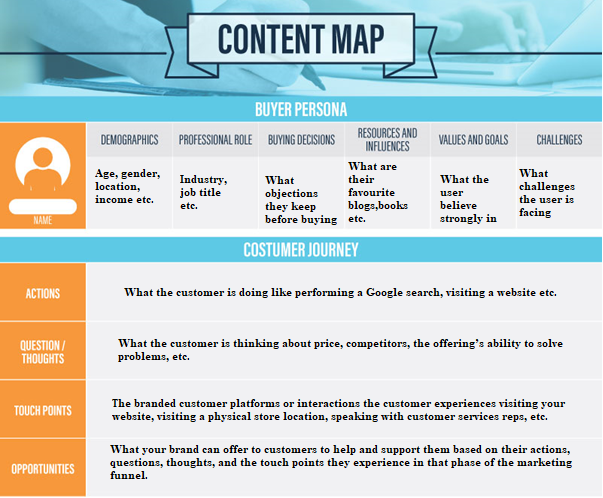 CONTENT MAP
BUYER PERSONA
NAME
DEMOGRAPHICS
Age, gender,
location,
income etc.
PROFESSIONAL ROLE
Industry,
job title
etc.
BUYING DECISIONS
What
objections
they keep
before buying
RESOURCES AND
INFLUENCES
What are
their
favourite
blogs,books
etc.
VALUES AND GOALS
What the
user
believe
strongly in
CHALLENGES
What
challenges
the user is
facing
COSTUMER JOURNEY
ACTIONS
What the customer is doing like performing a Google search, visiting a website etc.
QUESTION /
THOUGHTS
What the customer is thinking about price, competitors, the offering's ability to solve
problems, etc.
TOUCH POINTS
The branded customer platforms or interactions the customer experiences visiting your
website, visiting a physical store location, speaking with customer services reps, etc.
OPPORTUNITIES
What your brand can offer to customers to help and support them based on their actions,
questions, thoughts, and the touch points they experience in that phase of the marketing
funnel.